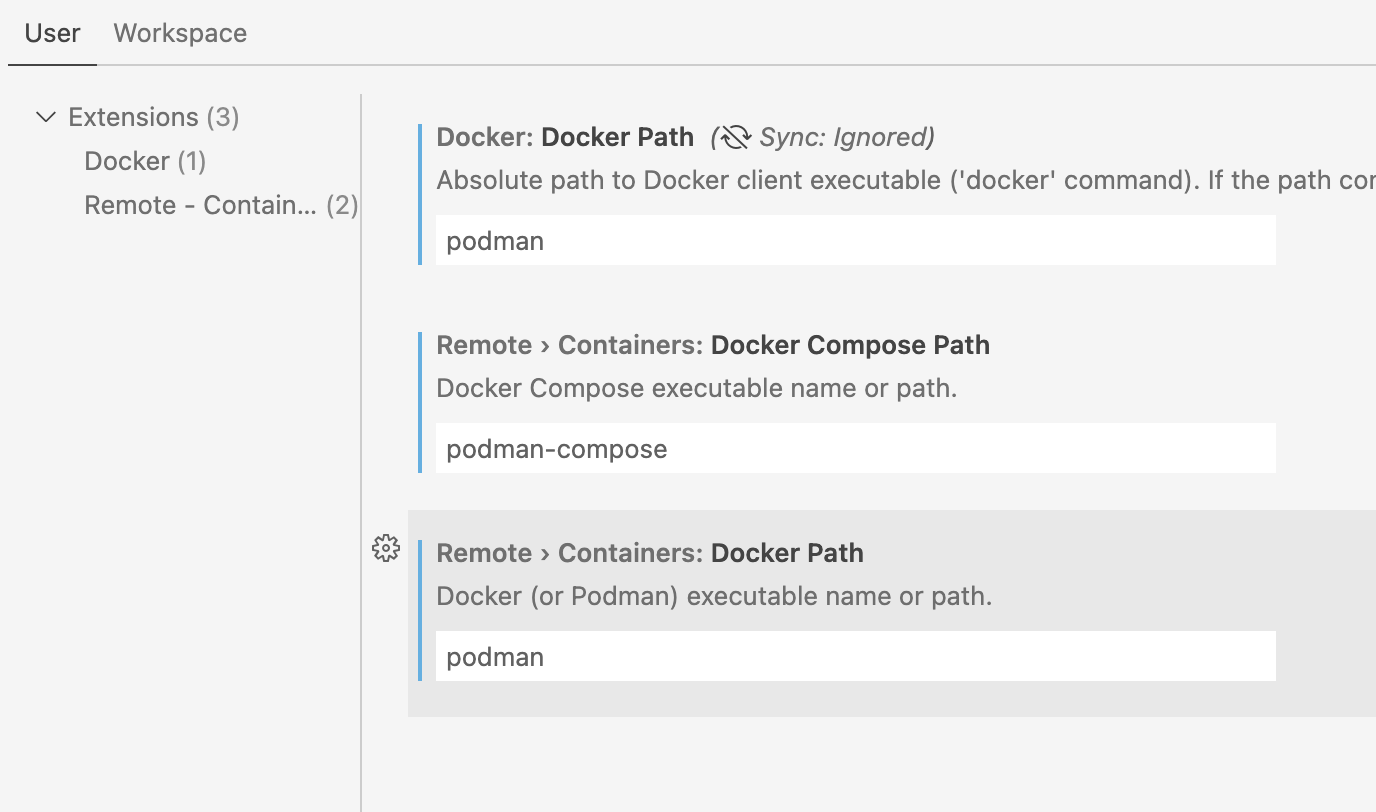 User Workspace
Extensions (3)
Docker (1)
Remote - Contain... (2)
Docker: Docker Path (Sync: Ignored)
Absolute path to Docker client executable ('docker' command). If the path cor
podman
Remote › Containers: Docker Compose Path
Docker Compose executable name or path.
podman-compose
Remote › Containers: Docker Path
Docker (or Podman) executable name or path.
podman